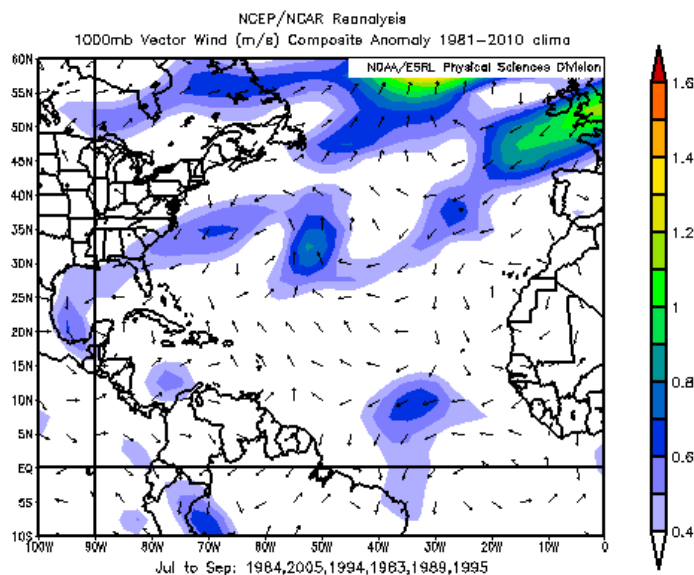 NCEP/NCAR Reanalysis
1000mb Vector Wind (m/s) Composite Anomaly 1981-2010 clima
NOAA/ESRL Physical Sciences Division
60N
55N
50N
45N
40N
35N
30N
25N
20N
15N
10N
5N
EQ
5S
10S
100W 90W 80W 70W 60W 50W 40W 30W 20W 10W 0
Jul to Sep: 1984,2005,1994,1963,1989,1995
1.6
1.4
1.2
1
0.8
0.6
0.4